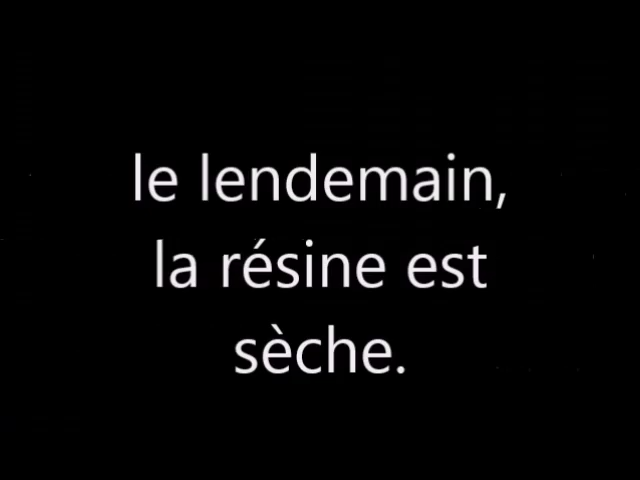 le lendemain,
la résine est
sèche.